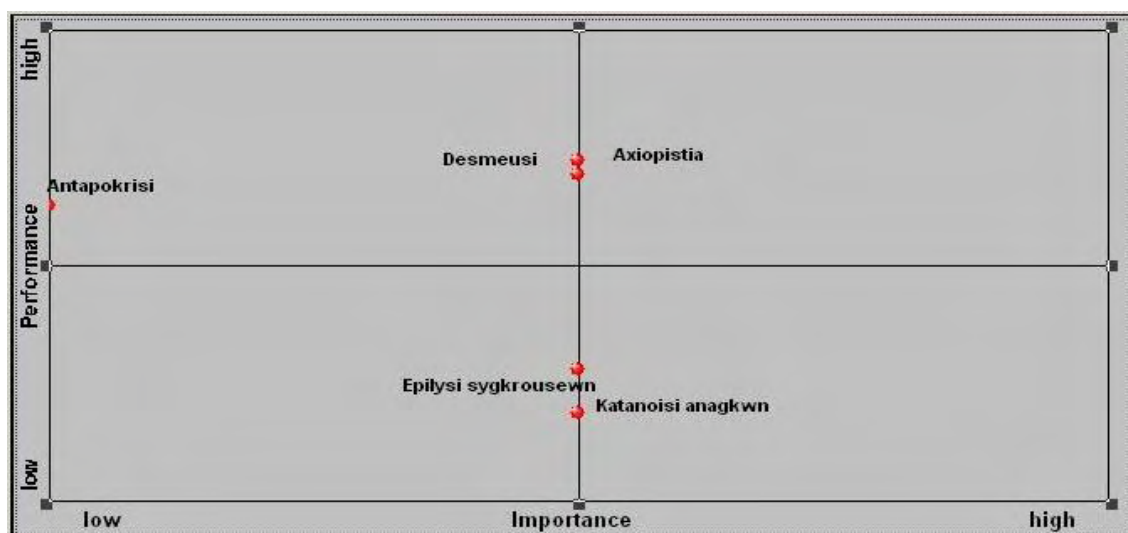 high
Desmeusi
Axiopistia
Antapokrisi
Performance
Epilysi sygkrousewn
Katanoisi anagkwn
low
low
Importance
high